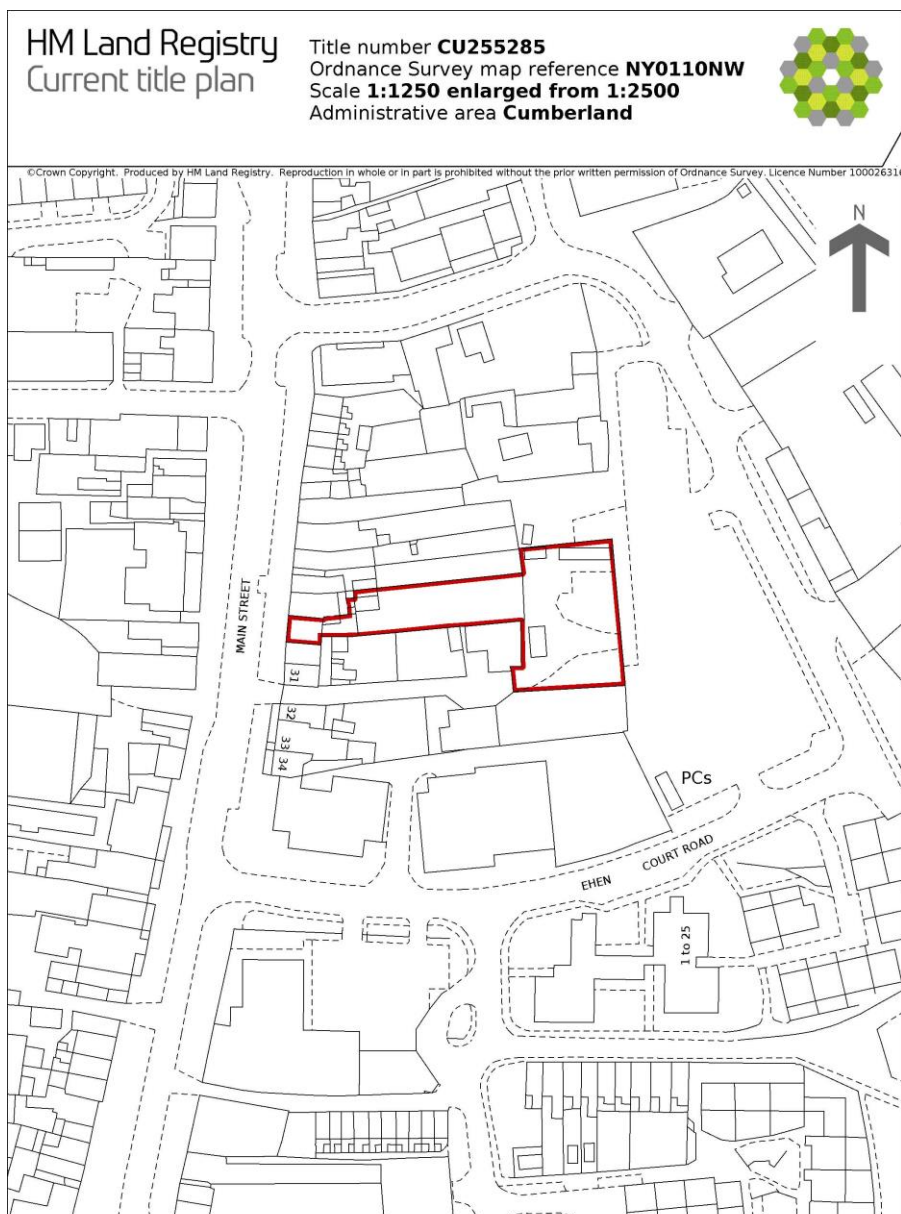 HM Land Registry
Current title plan
Title number CU255285
Ordnance Survey map reference NY0110NW
Scale 1:1250 enlarged from 1:2500
Administrative area Cumberland
©Crown Copyright. Produced by HM Land Registry. Reproduction in whole or in part is prohibited without the prior written permission of Ordnance Survey. Licence Number 100026316
N
MAIN STREET
31
32
33
34
PCs
EHEN COURT ROAD
1 to 25